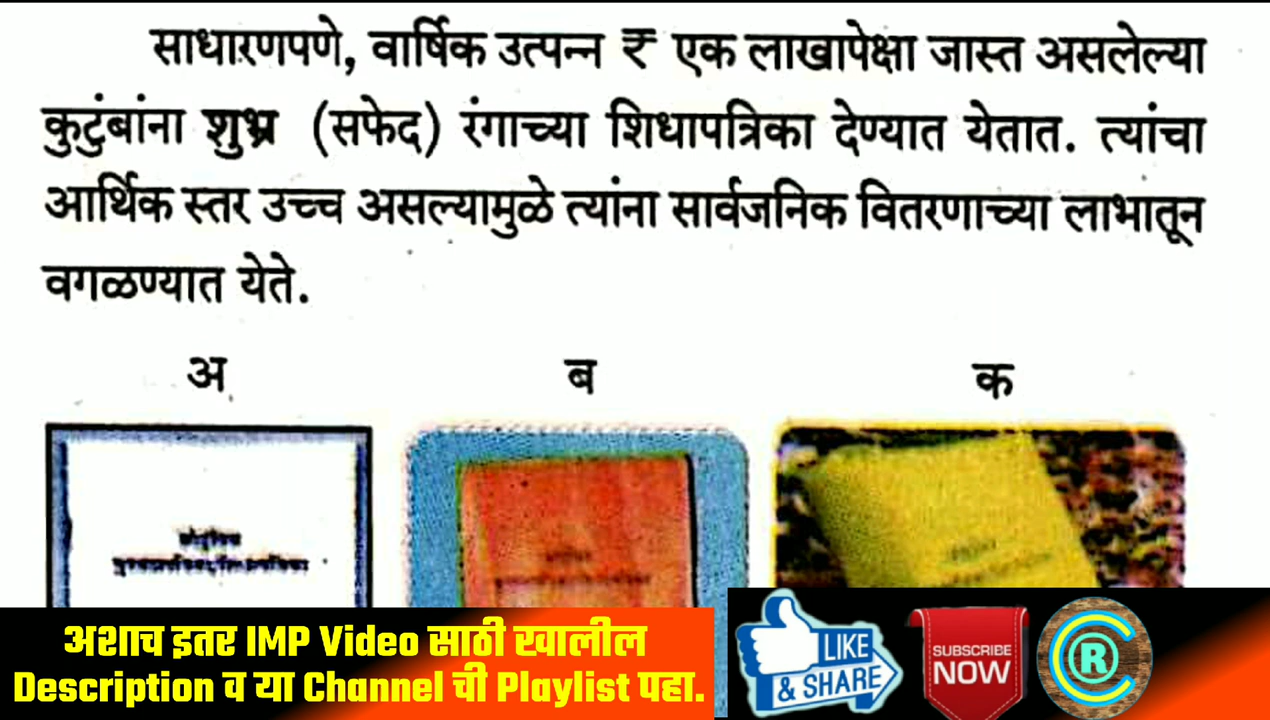 साधारणपणे, वार्षिक उत्पन्न ₹ एक लाखापेक्षा जास्त असलेल्या
कुटुंबांना शुभ्र (सफेद) रंगाच्या शिधापत्रिका देण्यात येतात. त्यांचा
आर्थिक स्तर उच्च असल्यामुळे त्यांना सार्वजनिक वितरणाच्या लाभातून
वगळण्यात येते.
अ ब क
अशाच इतर IMP Video साठी खालील
Description व या Channel ची Playlist पहा.
LIKE
& SHARE
SUBSCRIBE
NOW
R